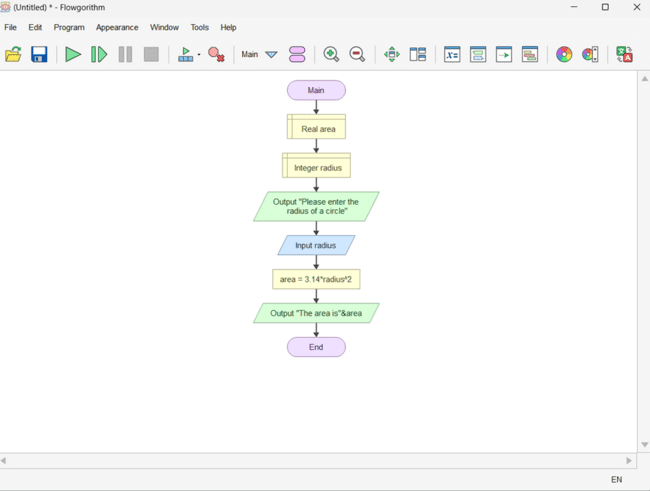 (Untitled) * - Flowgorithm
File Edit Program Appearance Window Tools Help
Main
Main
Real area
Integer radius
Output "Please enter the
radius of a circle"
Input radius
area = 3.14*radius^2
Output "The area is"&area
End
EN